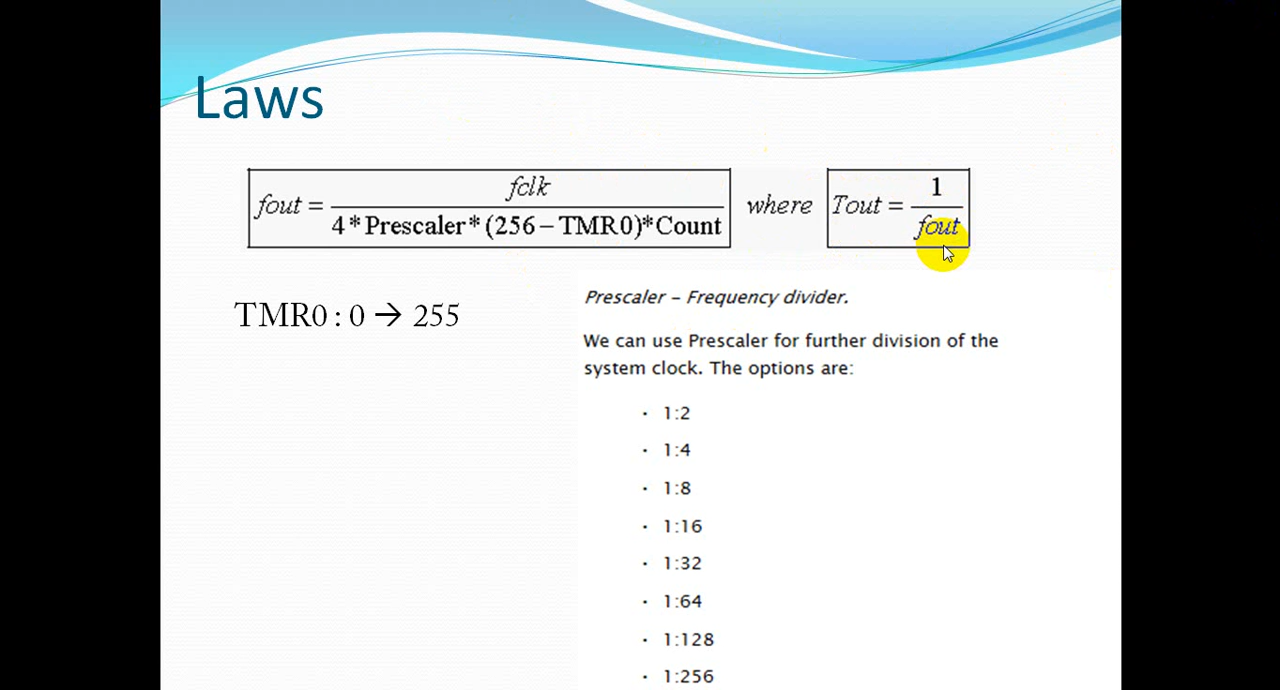 Laws
fout = fclk / 4*Prescaler*(256−TMR0)*Count where Tout = 1 / fout
TMR0 : 0 → 255
Prescaler – Frequency divider.
We can use Prescaler for further division of the
system clock. The options are:
· 1:2
· 1:4
· 1:8
· 1:16
· 1:32
· 1:64
· 1:128
· 1:256